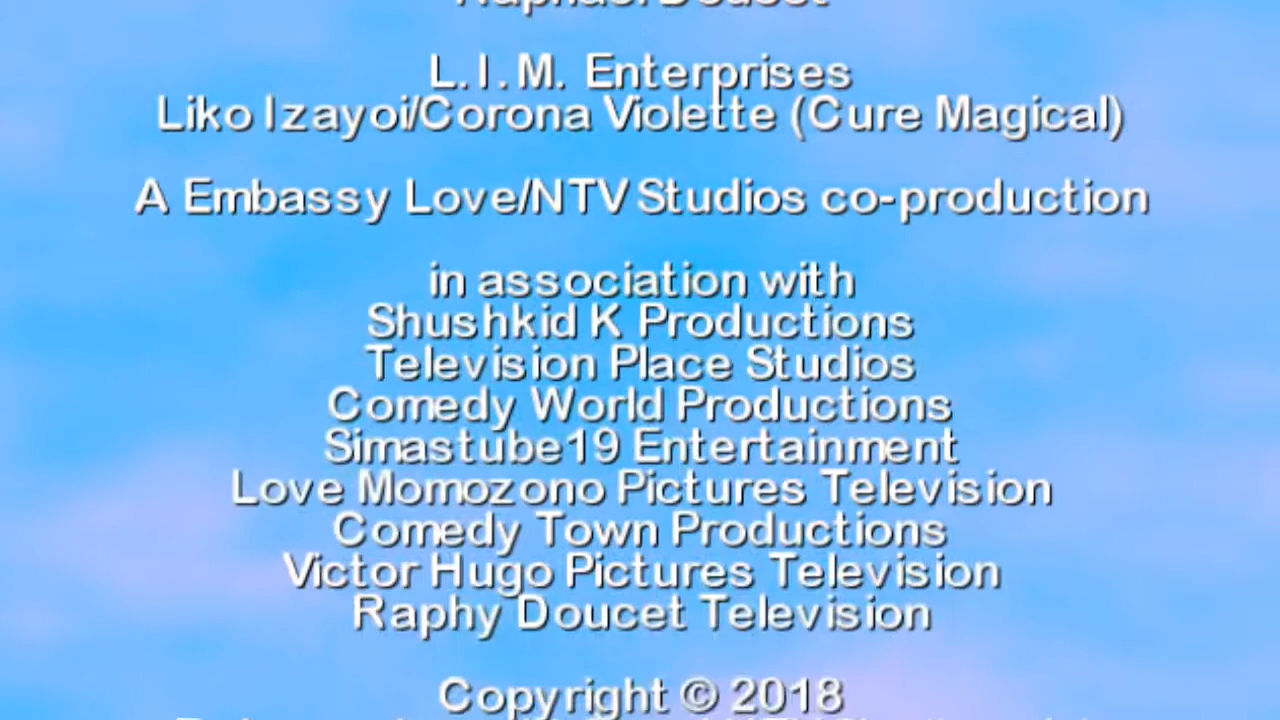 Raphael Doucet
L.I.M. Enterprises
Liko Izayoi/Corona Violette (Cure Magical)
A Embassy Love/NTV Studios co-production
in association with
Shushkid K Productions
Television Place Studios
Comedy World Productions
Simastube19 Entertainment
Love Momozono Pictures Television
Comedy Town Productions
Victor Hugo Pictures Television
Raphy Doucet Television
Copyright © 2018